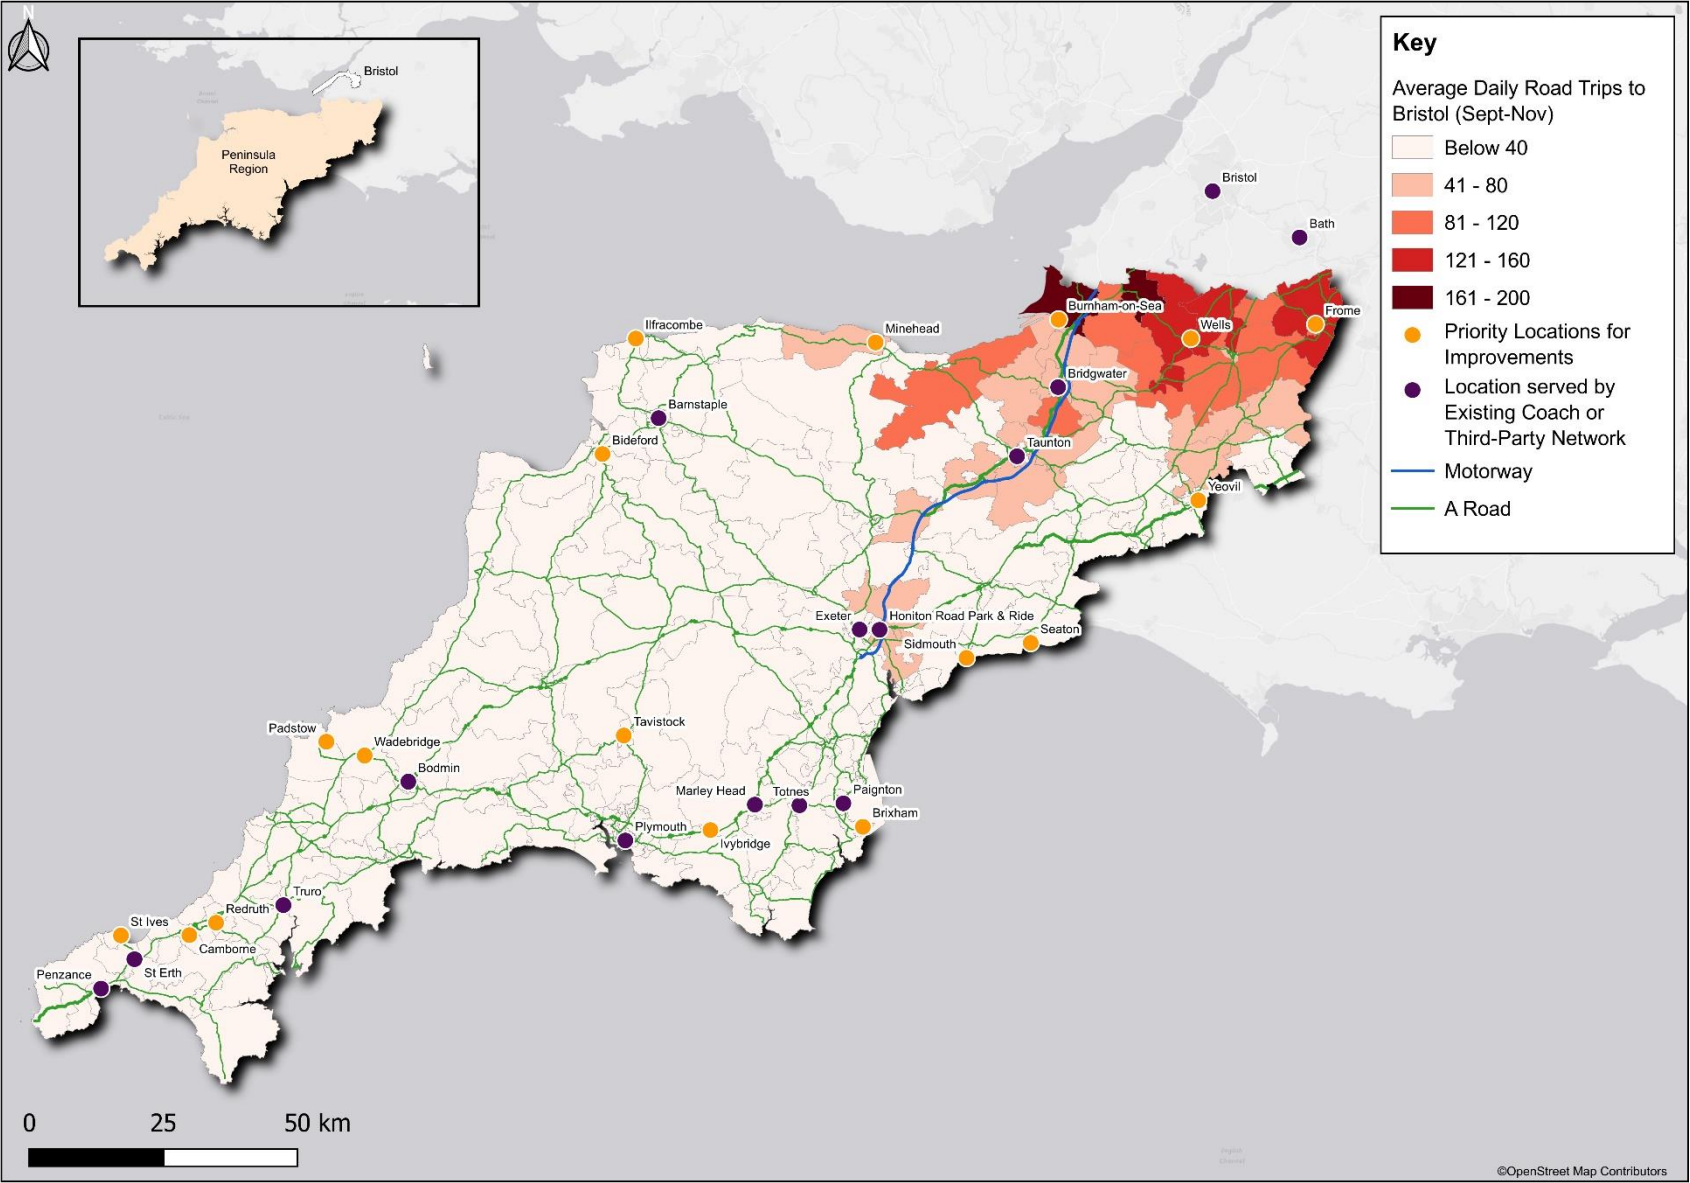 N
Bristol
Peninsula
Region
Key
Average Daily Road Trips to
Bristol (Sept-Nov)
Below 40
41 - 80
81 - 120
121 - 160
161 - 200
Priority Locations for
Improvements
Location served by
Existing Coach or
Third-Party Network
Motorway
A Road
Bristol
Bath
Burnham-on-Sea
Frome
Wells
Ilfracombe
Minehead
Bridgwater
Barnstaple
Bideford
Taunton
Yeovil
Exeter
Honiton Road Park & Ride
Seaton
Sidmouth
Padstow
Tavistock
Wadebridge
Bodmin
Marley Head
Totnes
Paignton
Brixham
Plymouth
Ivybridge
Truro
Redruth
St Ives
Camborne
St Erth
Penzance
0 25 50 km
©OpenStreet Map Contributors